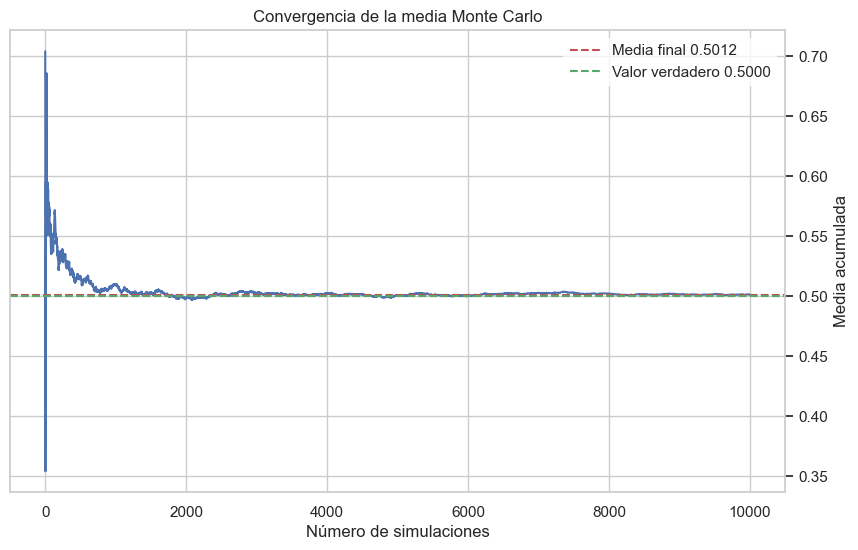 Convergencia de la media Monte Carlo
Media final 0.5012
Valor verdadero 0.5000
0.70
0.65
0.60
0.55
0.50
0.45
0.40
0.35
Media acumulada
0
2000
4000
6000
8000
10000
Número de simulaciones